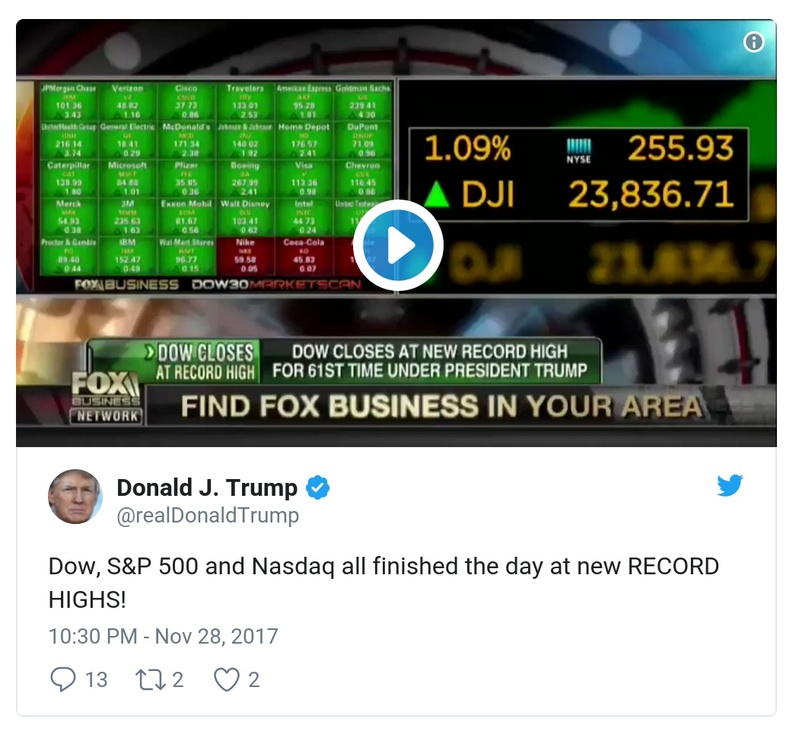 JPMorgan Chase Verizon Cisco Travelers American Express Goldman Sachs
101.36 48.82 37.73 133.01 95.28 239.41
3.43 1.16 0.86 2.53 1.81 4.30
UnitedHealth Group General Electric McDonald's Johnson & Johnson Home Depot DuPont
216.14 18.41 171.34 140.02 176.57 71.09
3.74 0.29 2.38 1.92 2.41 0.96
Caterpillar Microsoft Pfizer Boeing Visa Chevron
138.99 84.88 35.85 267.99 113.36 116.45
1.80 1.01 0.36 2.41 0.98 0.98
Merck 3M Exxon Mobil Walt Disney Intel
54.93 235.63 81.67 103.41 44.73
0.38 1.63 0.56 0.62 0.24
Procter & Gamble IBM Wal Mart Stores Nike Coca-Cola
89.40 152.47 96.77 59.58 45.83
0.44 0.49 0.15 0.05 0.07
FOX BUSINESS DOW30MARKETSCAN
1.09% NYSE 255.93
DJI 23,836.71
DJI 23,836.7
DOW CLOSES
AT RECORD HIGH
DOW CLOSES AT NEW RECORD HIGH
FOR 61ST TIME UNDER PRESIDENT TRUMP
FOX
BUSINESS
NETWORK
FIND FOX BUSINESS IN YOUR AREA
Donald J. Trump
@realDonaldTrump
Dow, S&P 500 and Nasdaq all finished the day at new RECORD
HIGHS!
10:30 PM - Nov 28, 2017
13 2 2